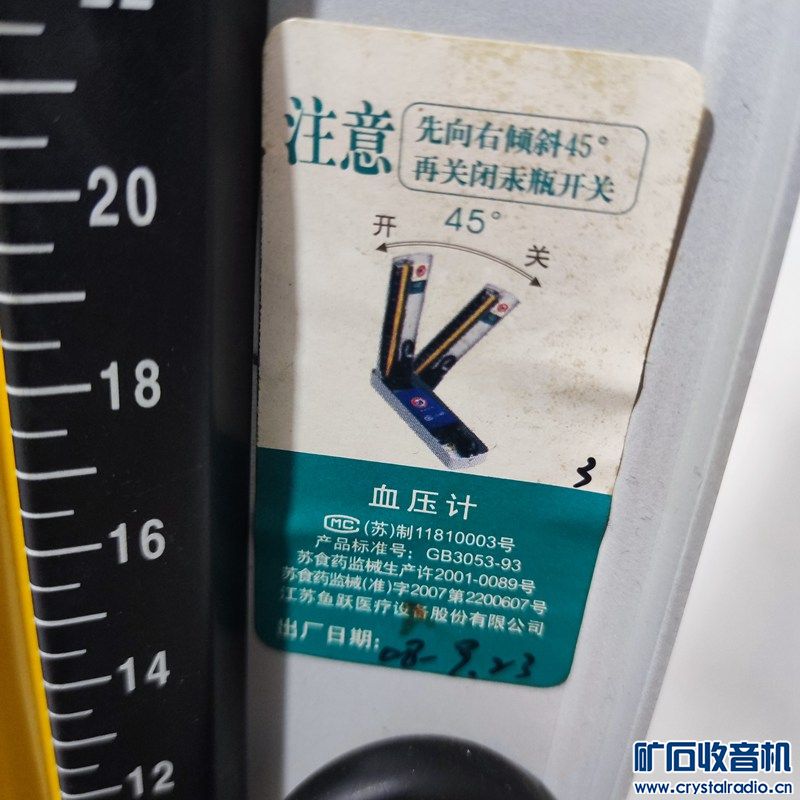 20
18
16
14
12
注意
先向右倾斜45°
再关闭汞瓶开关
45°
开
关
3
血压计
MC (苏)制11810003号
产品标准号：GB3053-93
苏食药监械生产许2001-0089号
苏食药监械(准)字2007第2200607号
江苏鱼跃医疗设备股份有限公司
出厂日期：08-9.23
矿石收音机
www.crystalradio.cn